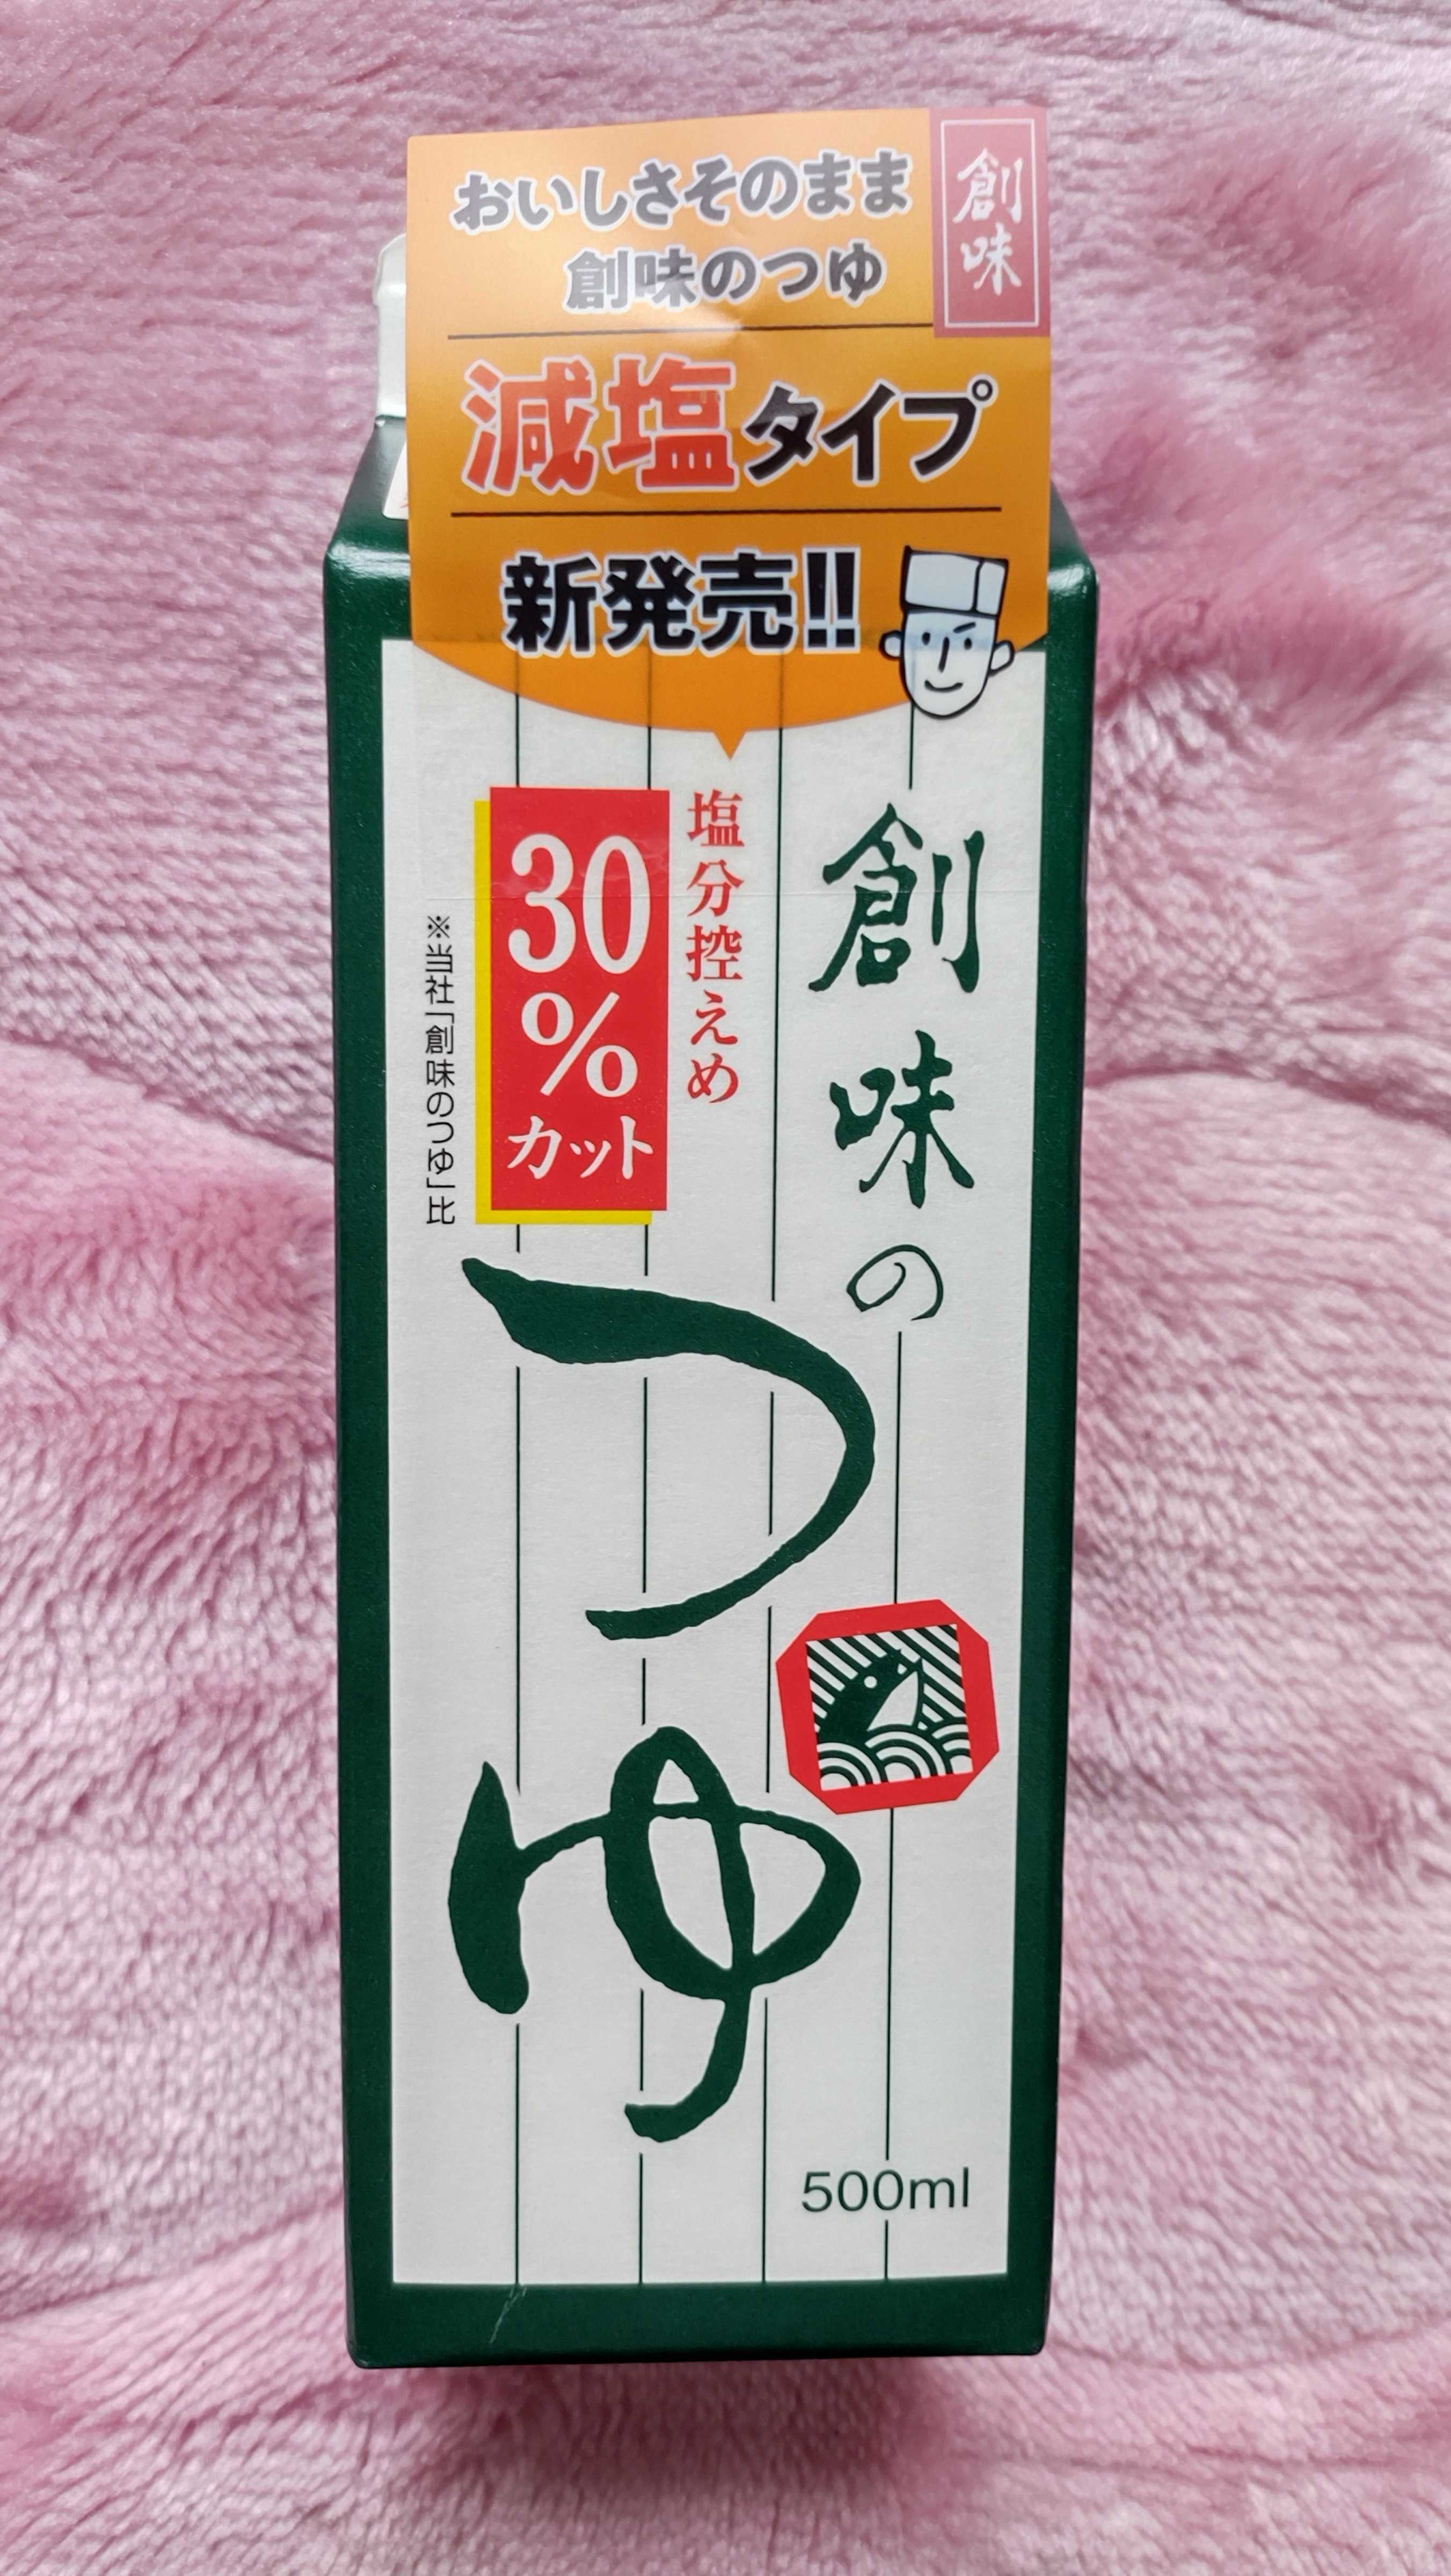 おいしさそのまま
創味のつゆ
創味
減塩タイプ
新発売!!
創味の
つゆ
塩分控えめ
30%カット
※当社「創味のつゆ」比
500ml